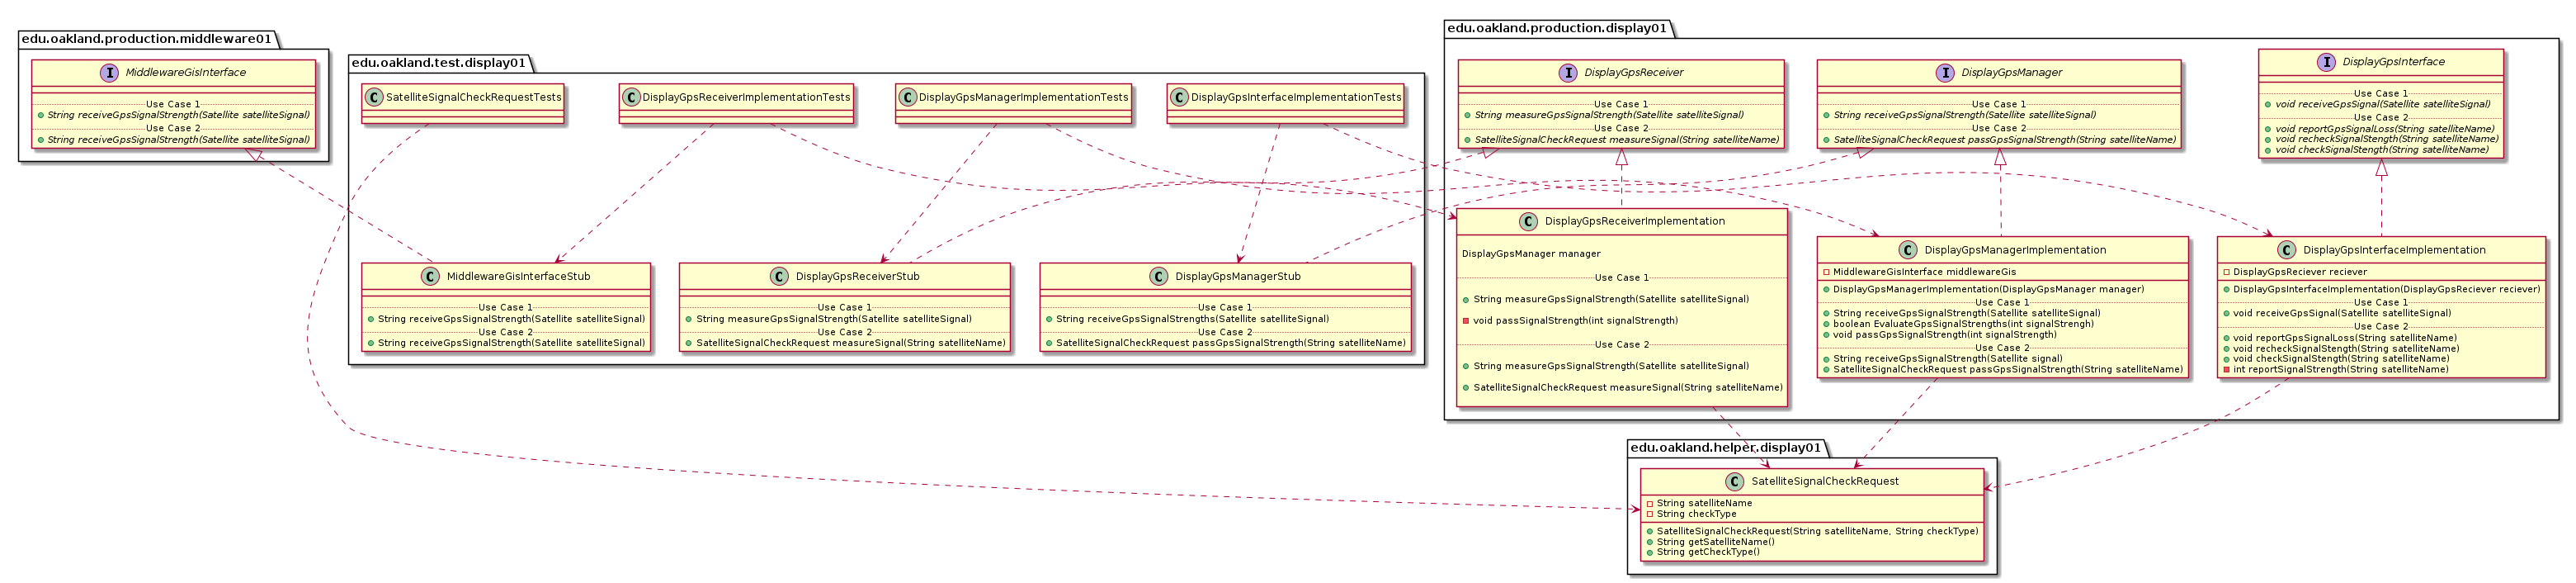 edu.oakland.production.middleware01
I MiddlewareGisInterface
Use Case 1
String receiveGpsSignalStrength(Satellite satelliteSignal)
Use Case 2
String receiveGpsSignalStrength(Satellite satelliteSignal)
edu.oakland.test.display01
C SatelliteSignalCheckRequestTests
C DisplayGpsReceiverImplementationTests
C DisplayGpsManagerImplementationTests
C DisplayGpsInterfaceImplementationTests
C MiddlewareGisInterfaceStub
Use Case 1
String receiveGpsSignalStrength(Satellite satelliteSignal)
Use Case 2
String receiveGpsSignalStrength(Satellite satelliteSignal)
C DisplayGpsReceiverStub
Use Case 1
String measureGpsSignalStrength(Satellite satelliteSignal)
Use Case 2
SatelliteSignalCheckRequest measureSignal(String satelliteName)
C DisplayGpsManagerStub
Use Case 1
String receiveGpsSignalStrengths(Satellite satelliteSignal)
Use Case 2
SatelliteSignalCheckRequest passGpsSignalStrength(String satelliteName)
edu.oakland.production.display01
I DisplayGpsReceiver
Use Case 1
String measureGpsSignalStrength(Satellite satelliteSignal)
Use Case 2
SatelliteSignalCheckRequest measureSignal(String satelliteName)
I DisplayGpsManager
Use Case 1
String receiveGpsSignalStrength(Satellite satelliteSignal)
Use Case 2
SatelliteSignalCheckRequest passGpsSignalStrength(String satelliteName)
I DisplayGpsInterface
Use Case 1
void receiveGpsSignal(Satellite satelliteSignal)
Use Case 2
void reportGpsSignalLoss(String satelliteName)
void recheckSignalStength(String satelliteName)
void checkSignalStength(String satelliteName)
C DisplayGpsReceiverImplementation
DisplayGpsManager manager
Use Case 1
String measureGpsSignalStrength(Satellite satelliteSignal)
void passSignalStrength(int signalStrength)
Use Case 2
String measureGpsSignalStrength(Satellite satelliteSignal)
SatelliteSignalCheckRequest measureSignal(String satelliteName)
C DisplayGpsManagerImplementation
MiddlewareGisInterface middlewareGis
DisplayGpsManagerImplementation(DisplayGpsManager manager)
Use Case 1
String receiveGpsSignalStrength(Satellite satelliteSignal)
boolean EvaluateGpsSignalStrengths(int signalStrengh)
void passGpsSignalStrength(int signalStrength)
Use Case 2
String receiveGpsSignalStrength(Satellite signal)
SatelliteSignalCheckRequest passGpsSignalStrength(String satelliteName)
C DisplayGpsInterfaceImplementation
DisplayGpsReciever reciever
DisplayGpsInterfaceImplementation(DisplayGpsReciever reciever)
Use Case 1
void receiveGpsSignal(Satellite satelliteSignal)
Use Case 2
void reportGpsSignalLoss(String satelliteName)
void recheckSignalStength(String satelliteName)
void checkSignalStength(String satelliteName)
int reportSignalStrength(String satelliteName)
edu.oakland.helper.display01
C SatelliteSignalCheckRequest
String satelliteName
String checkType
SatelliteSignalCheckRequest(String satelliteName, String checkType)
String getSatelliteName()
String getCheckType()